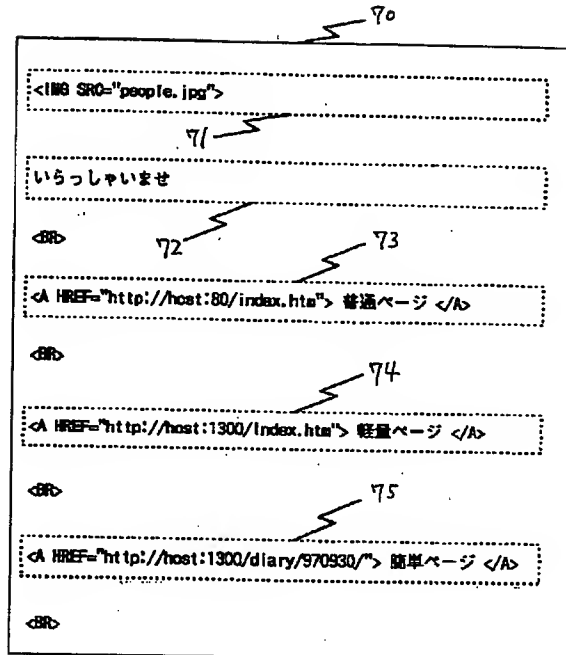 70
<IMG SRC="people.jpg">
71
いらっしゃいませ
72
<BR>
73
<A HREF="http://host:80/index.htm"> 普通ページ </A>
<BR>
74
<A HREF="http://host:1300/index.htm"> 軽量ページ </A>
<BR>
75
<A HREF="http://host:1300/diary/970930/"> 簡単ページ </A>
<BR>